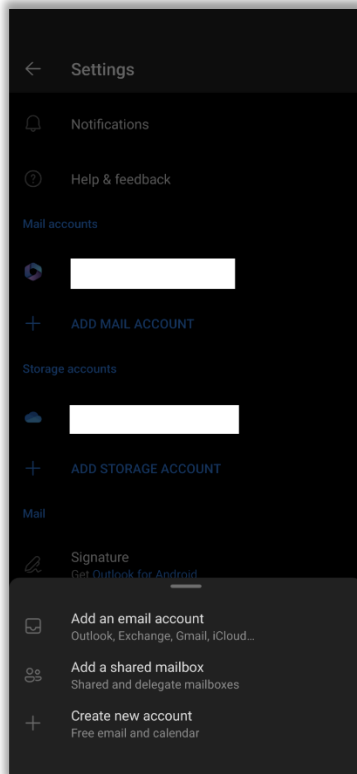 Settings
Notifications
Help & feedback
Mail accounts
ADD MAIL ACCOUNT
Storage accounts
ADD STORAGE ACCOUNT
Mail
Signature
Get Outlook for Android
Add an email account
Outlook, Exchange, Gmail, iCloud...
Add a shared mailbox
Shared and delegate mailboxes
Create new account
Free email and calendar